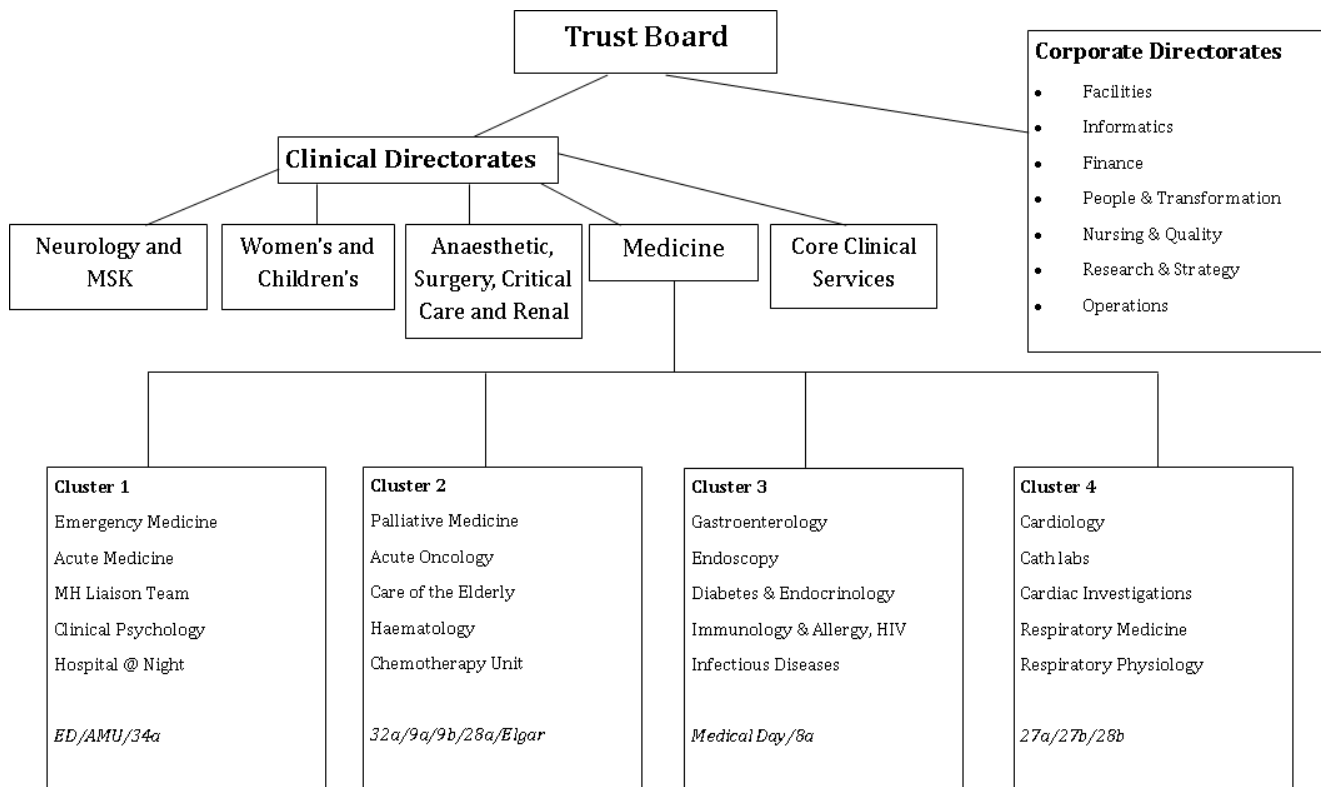 Trust Board
Corporate Directorates
• Facilities
• Informatics
• Finance
• People & Transformation
• Nursing & Quality
• Research & Strategy
• Operations
Clinical Directorates
Neurology and
MSK
Women's and
Children's
Anaesthetic,
Surgery, Critical
Care and Renal
Medicine
Core Clinical
Services
Cluster 1
Emergency Medicine
Acute Medicine
MH Liaison Team
Clinical Psychology
Hospital @ Night
ED/AMU/34a
Cluster 2
Palliative Medicine
Acute Oncology
Care of the Elderly
Haematology
Chemotherapy Unit
32a/9a/9b/28a/Elgar
Cluster 3
Gastroenterology
Endoscopy
Diabetes & Endocrinology
Immunology & Allergy, HIV
Infectious Diseases
Medical Day/8a
Cluster 4
Cardiology
Cath labs
Cardiac Investigations
Respiratory Medicine
Respiratory Physiology
27a/27b/28b